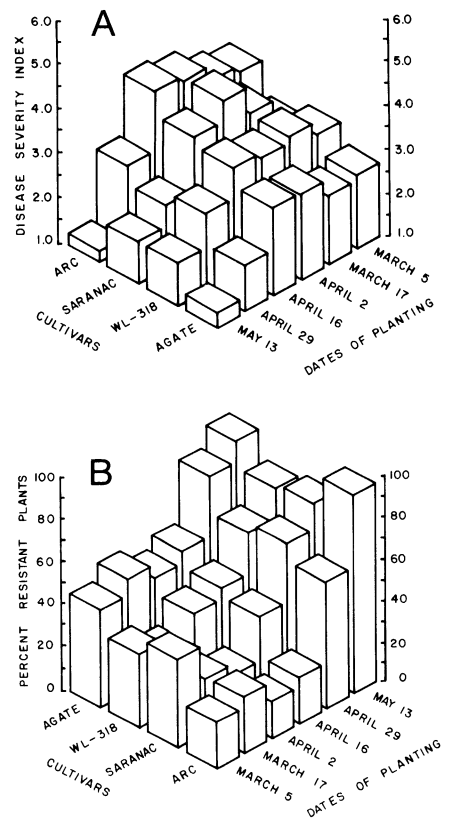 A
DISEASE SEVERITY INDEX
6.0
5.0
4.0
3.0
2.0
1.0
6.0
5.0
4.0
3.0
2.0
1.0
ARC
SARANAC
WL-318
AGATE
CULTIVARS
MAY 13
APRIL 29
APRIL 16
APRIL 2
MARCH 17
MARCH 5
DATES OF PLANTING
B
PERCENT RESISTANT PLANTS
100
80
60
40
20
0
100
80
60
40
20
0
AGATE
WL-318
SARANAC
ARC
CULTIVARS
MARCH 5
MARCH 17
APRIL 2
APRIL 16
APRIL 29
MAY 13
DATES OF PLANTING